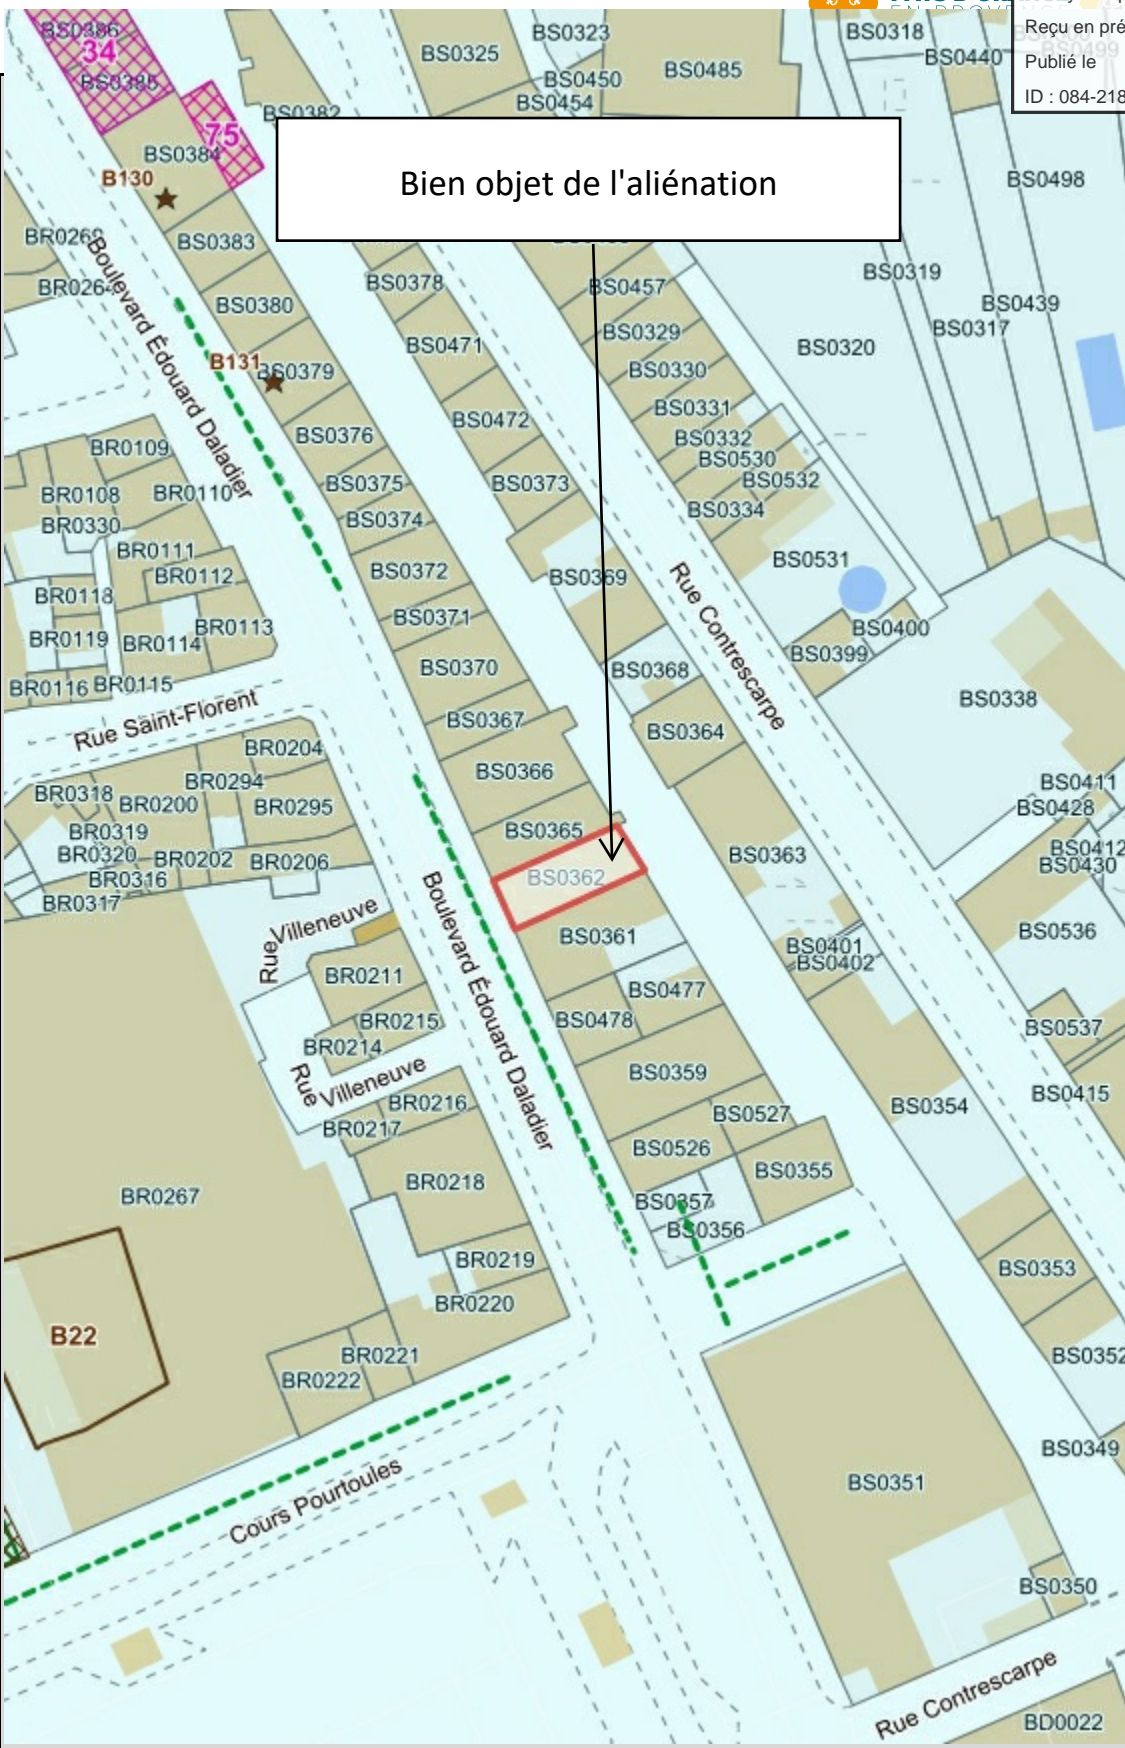 BS0386
34
BS0385
75
BS0382
BS0384
B130
BS0325
BS0323
BS0450
BS0454
BS0485
BS0318
BS0440
Reçu en pré
Publié le
ID : 084-218
Bien objet de l'aliénation
BS0498
BR0269
BR0264
BS0383
BS0380
BS0378
BS0457
BS0319
BS0439
BS0317
BS0320
Boulevard Édouard Daladier
B131
BS0379
BS0471
BS0329
BS0330
BS0331
BS0332
BS0530
BS0532
BS0334
BS0376
BS0472
BS0375
BS0373
BS0374
BR0109
BR0108
BR0110
BR0330
BR0111
BR0112
BR0118
BR0113
BR0119
BR0114
BR0116
BR0115
BS0372
BS0369
BS0531
BS0371
BS0400
BS0399
BS0370
BS0368
BS0338
Rue Contrescarpe
Rue Saint-Florent
BS0367
BS0364
BR0204
BS0366
BR0294
BR0318
BR0200
BR0295
BS0411
BS0428
BR0319
BS0365
BR0320
BR0202
BR0206
BS0363
BS0412
BS0430
BR0316
BS0362
BR0317
Rue Villeneuve
BS0361
BS0401
BS0402
BS0536
BR0211
BS0477
Boulevard Édouard Daladier
BR0215
BS0478
BS0537
BR0214
Rue Villeneuve
BS0359
BS0415
BR0216
BS0527
BS0354
BR0217
BS0526
BR0218
BS0355
BR0267
BS0357
BS0356
BR0219
BS0353
BR0220
B22
BR0221
BS0352
BR0222
BS0349
BS0351
Cours Pourtoules
BS0350
Rue Contrescarpe
BD0022